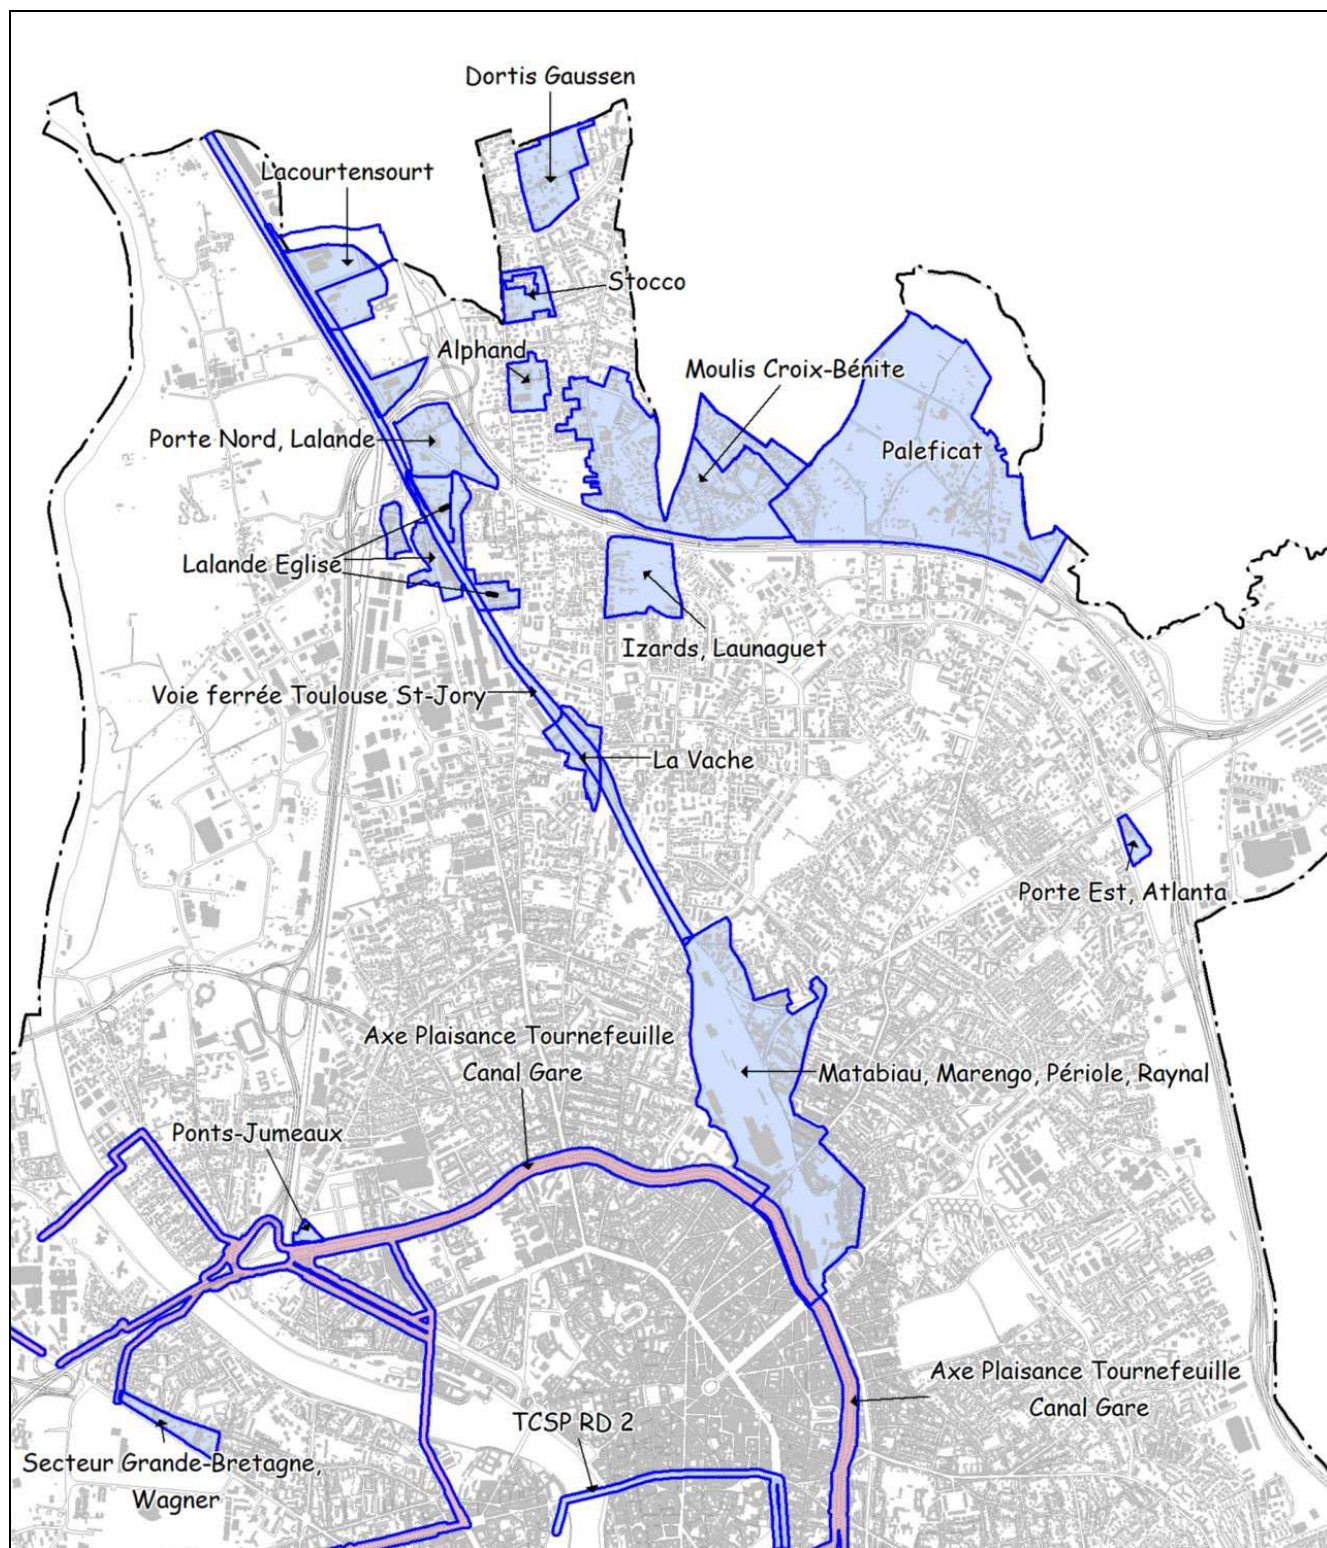 Dortis Gaussen
Lacourtensourt
Stocco
Alphand
Moulis Croix-Bénite
Porte Nord, Lalande
Paleficat
Lalande Eglise
Izards, Launaguet
Voie ferrée Toulouse St-Jory
La Vache
Porte Est, Atlanta
Axe Plaisance Tournefeuille
Canal Gare
Matabiau, Marengo, Périole, Raynal
Ponts-Jumeaux
Axe Plaisance Tournefeuille
Canal Gare
TCSP RD 2
Secteur Grande-Bretagne,
Wagner